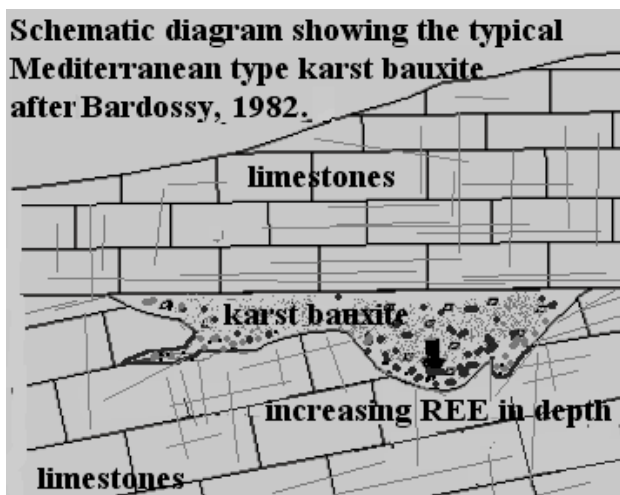 Schematic diagram showing the typical
Mediterranean type karst bauxite
after Bardossy, 1982.
limestones
karst bauxite
increasing REE in depth
limestones